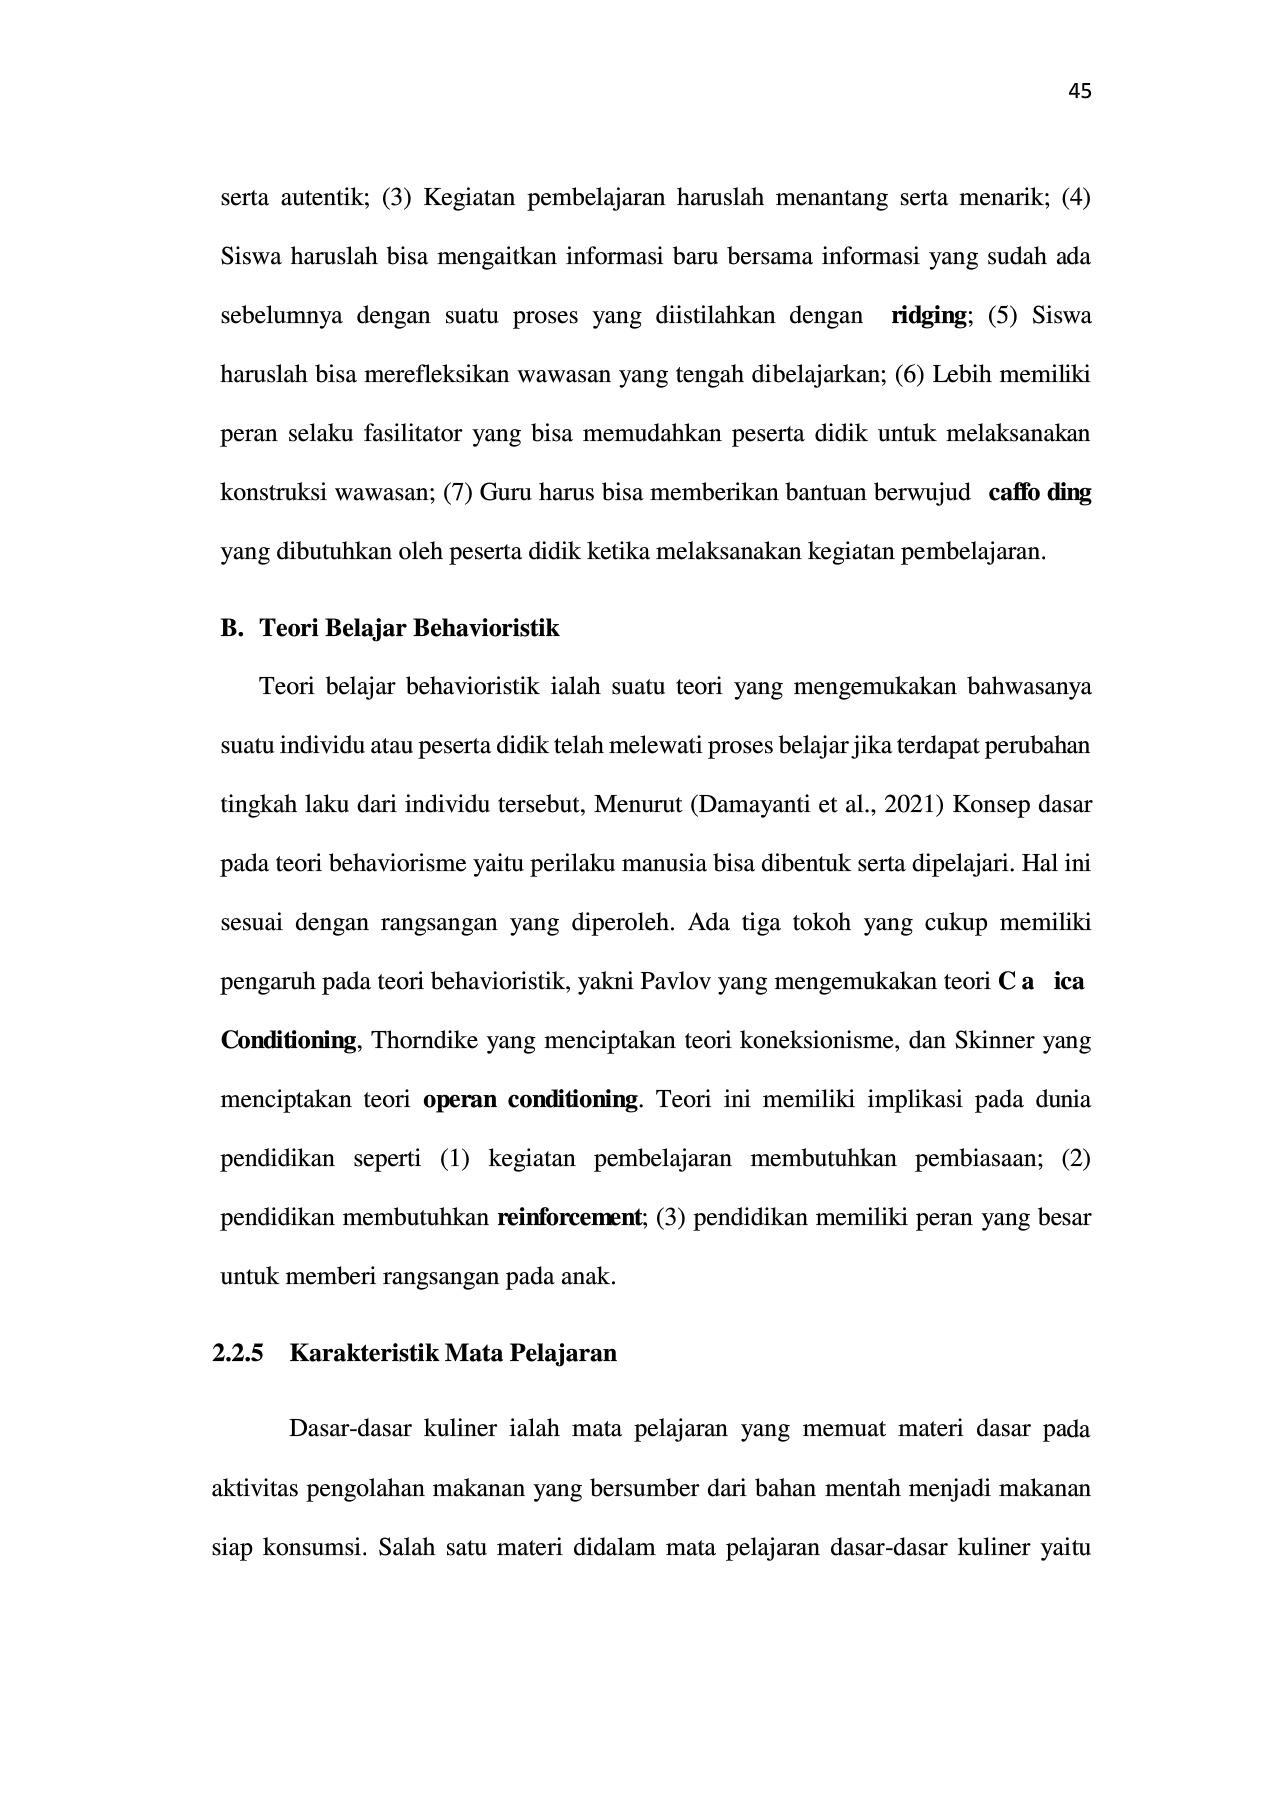 45
serta autentik; (3) Kegiatan pembelajaran haruslah menantang serta menarik; (4)
Siswa haruslah bisa mengaitkan informasi baru bersama informasi yang sudah ada
sebelumnya dengan suatu proses yang diistilahkan dengan ridging; (5) Siswa
haruslah bisa merefleksikan wawasan yang tengah dibelajarkan; (6) Lebih memiliki
peran selaku fasilitator yang bisa memudahkan peserta didik untuk melaksanakan
konstruksi wawasan; (7) Guru harus bisa memberikan bantuan berwujud caffo ding
yang dibutuhkan oleh peserta didik ketika melaksanakan kegiatan pembelajaran.
B. Teori Belajar Behavioristik
Teori belajar behavioristik ialah suatu teori yang mengemukakan bahwasanya
suatu individu atau peserta didik telah melewati proses belajar jika terdapat perubahan
tingkah laku dari individu tersebut, Menurut (Damayanti et al., 2021) Konsep dasar
pada teori behaviorisme yaitu perilaku manusia bisa dibentuk serta dipelajari. Hal ini
sesuai dengan rangsangan yang diperoleh. Ada tiga tokoh yang cukup memiliki
pengaruh pada teori behavioristik, yakni Pavlov yang mengemukakan teori C a ica
Conditioning, Thorndike yang menciptakan teori koneksionisme, dan Skinner yang
menciptakan teori operan conditioning. Teori ini memiliki implikasi pada dunia
pendidikan seperti (1) kegiatan pembelajaran membutuhkan pembiasaan; (2)
pendidikan membutuhkan reinforcement; (3) pendidikan memiliki peran yang besar
untuk memberi rangsangan pada anak.
2.2.5 Karakteristik Mata Pelajaran
Dasar-dasar kuliner ialah mata pelajaran yang memuat materi dasar pada
aktivitas pengolahan makanan yang bersumber dari bahan mentah menjadi makanan
siap konsumsi. Salah satu materi didalam mata pelajaran dasar-dasar kuliner yaitu